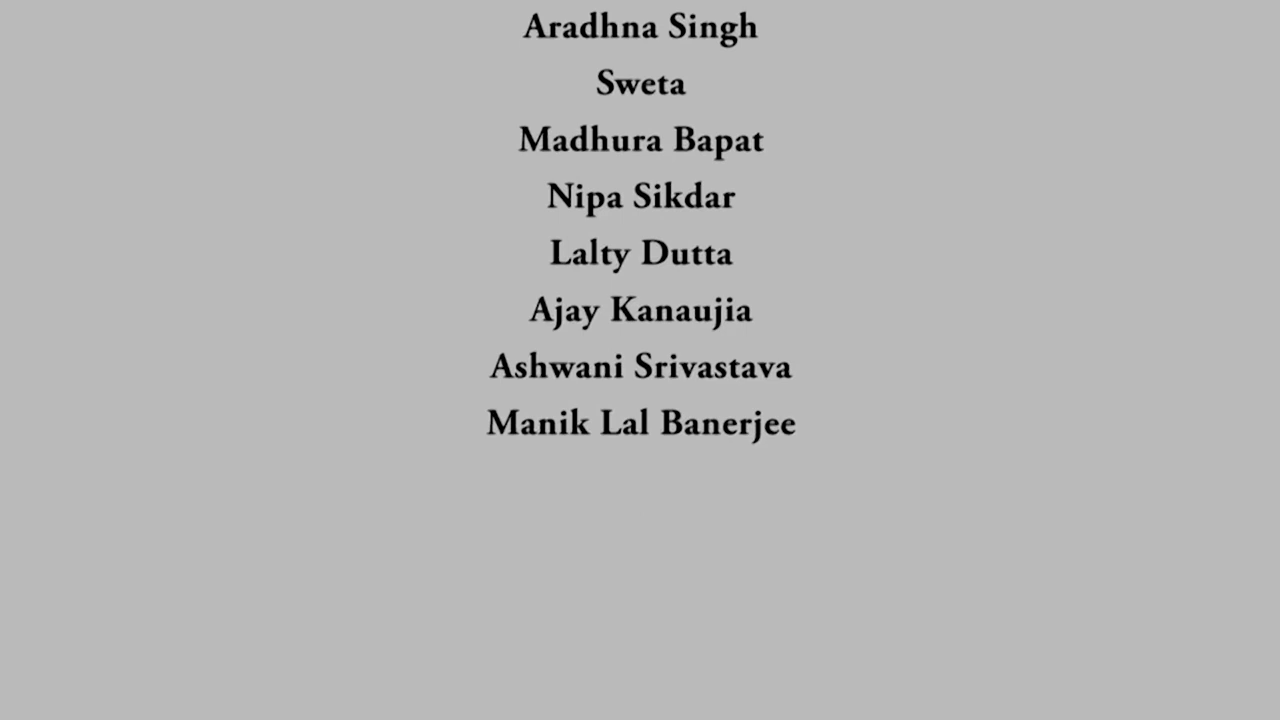 Aradhna Singh
Sweta
Madhura Bapat
Nipa Sikdar
Lalty Dutta
Ajay Kanaujia
Ashwani Srivastava
Manik Lal Banerjee